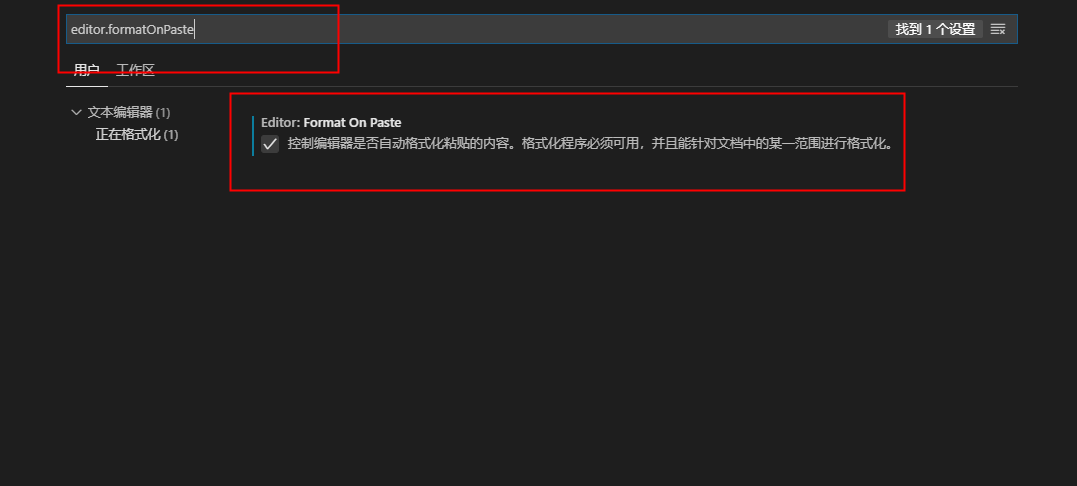 editor.formatOnPaste
找到 1 个设置
用户 工作区
文本编辑器 (1)
正在格式化 (1)
Editor: Format On Paste
控制编辑器是否自动格式化粘贴的内容。格式化程序必须可用，并且能针对文档中的某一范围进行格式化。